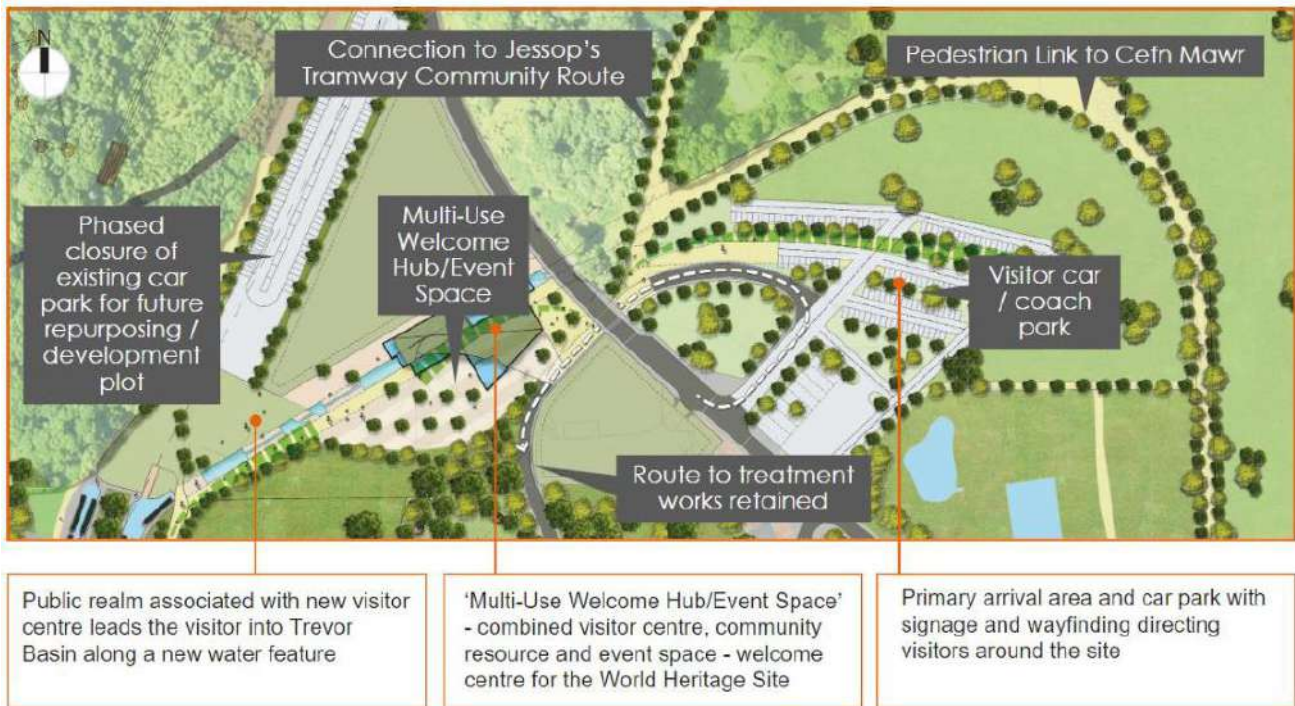 N
Connection to Jessop's
Tramway Community Route
Pedestrian Link to Cefn Mawr
Phased
closure of
existing car
park for future
repurposing /
development
plot
Multi-Use
Welcome
Hub/Event
Space
Visitor car
/ coach
park
Route to treatment
works retained
Public realm associated with new visitor
centre leads the visitor into Trevor
Basin along a new water feature
'Multi-Use Welcome Hub/Event Space'
- combined visitor centre, community
resource and event space - welcome
centre for the World Heritage Site
Primary arrival area and car park with
signage and wayfinding directing
visitors around the site